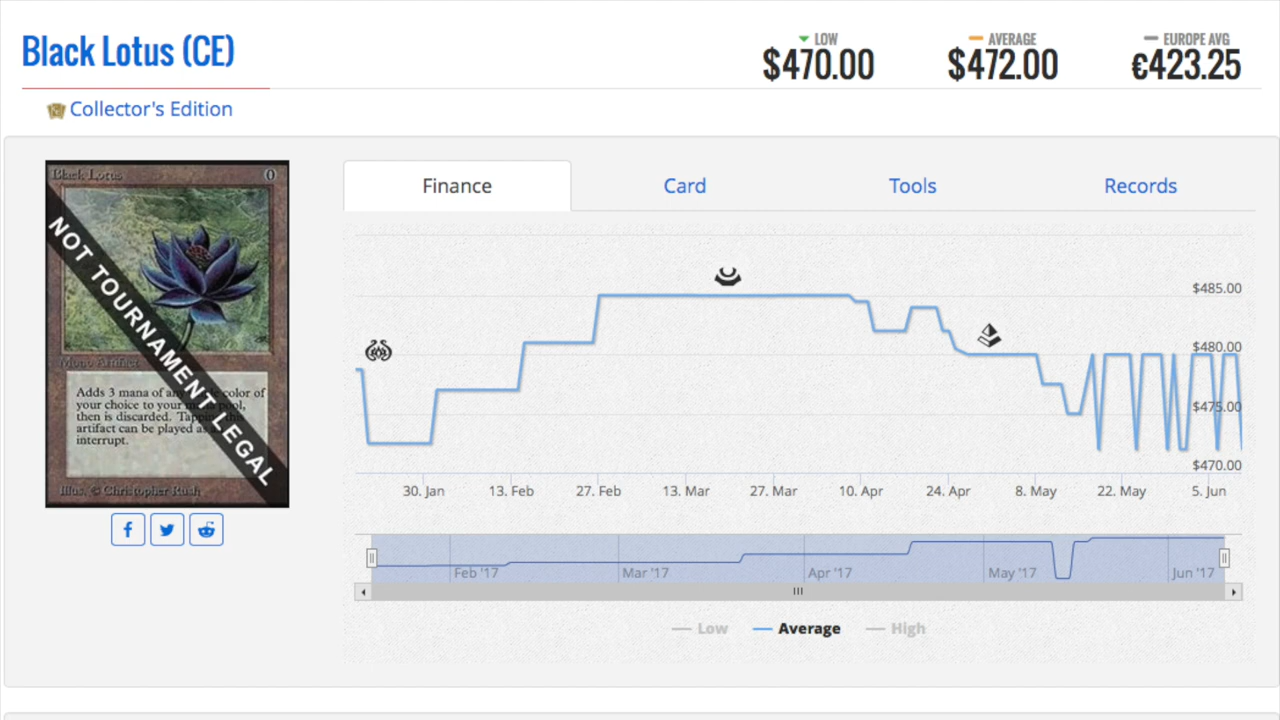 Black Lotus (CE)
LOW
$470.00
AVERAGE
$472.00
EUROPE AVG
€423.25
Collector's Edition
Black Lotus 0
NOT TOURNAMENT LEGAL
Mono Artifact
Adds 3 mana of any color of
your choice to your pool,
then is discarded. Tapping this
artifact can be played as
interrupt.
Illus. © Christopher Rush
Finance
Card
Tools
Records
$485.00
$480.00
$475.00
$470.00
30. Jan
13. Feb
27. Feb
13. Mar
27. Mar
10. Apr
24. Apr
8. May
22. May
5. Jun
Feb '17
Mar '17
Apr '17
May '17
Jun '17
Low
Average
High